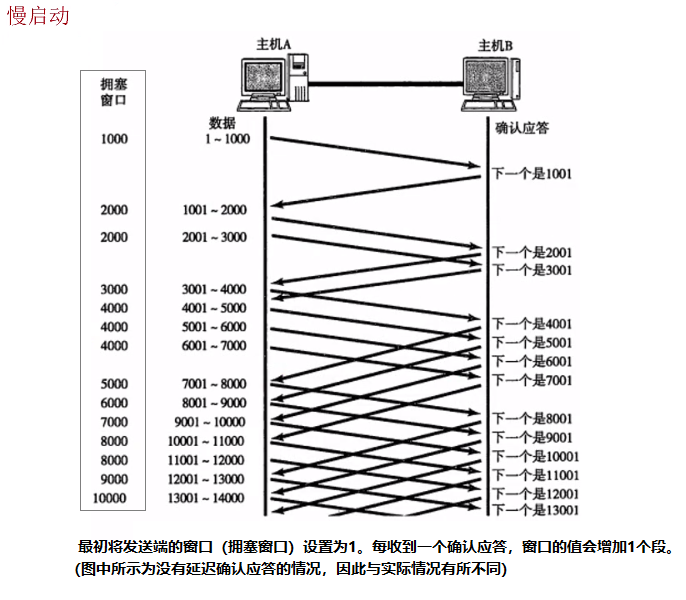 慢启动
主机A
主机B
拥塞
窗口
数据
确认应答
1000
1～1000
下一个是1001
2000
1001～2000
2000
2001～3000
下一个是2001
下一个是3001
3000
3001～4000
4000
4001～5000
下一个是4001
4000
5001～6000
下一个是5001
4000
6001～7000
下一个是6001
下一个是7001
5000
7001～8000
6000
8001～9000
下一个是8001
7000
9001～10000
下一个是9001
8000
10001～11000
下一个是10001
8000
11001～12000
下一个是11001
9000
12001～13000
下一个是12001
10000
13001～14000
下一个是13001
最初将发送端的窗口（拥塞窗口）设置为1。每收到一个确认应答，窗口的值会增加1个段。
(图中所示为没有延迟确认应答的情况，因此与实际情况有所不同)